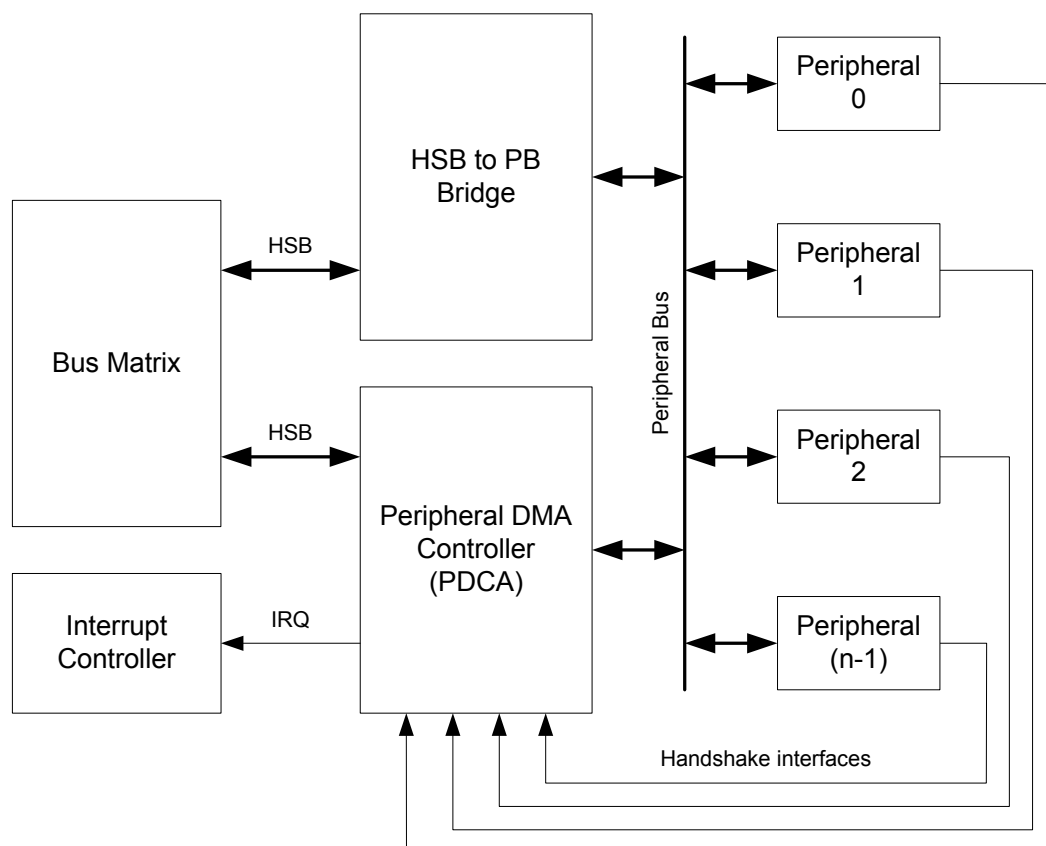 Peripheral
0
HSB to PB
Bridge
HSB
Bus Matrix
Peripheral
1
Peripheral Bus
HSB
Peripheral
2
Peripheral DMA
Controller
(PDCA)
IRQ
Interrupt
Controller
Peripheral
(n-1)
Handshake interfaces